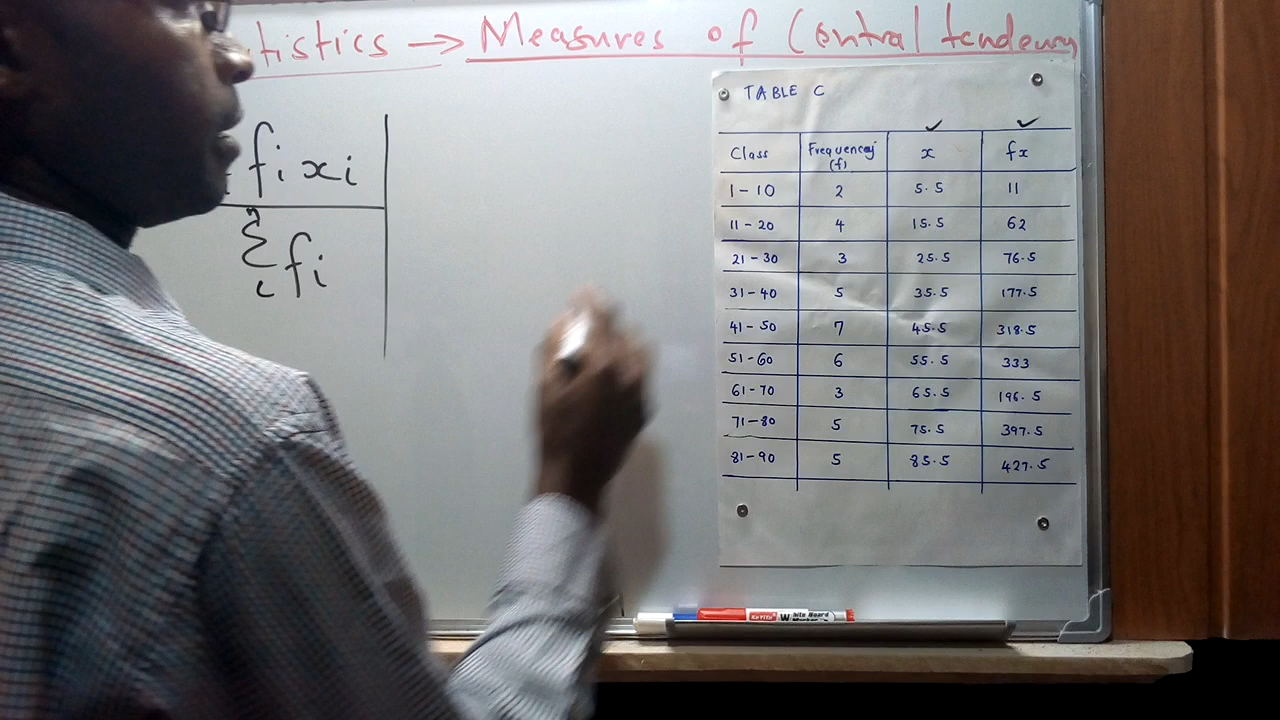 tistics → Measures of Central tendency
fixi
Σfi
i
TABLE C
✓ ✓
Class Frequency (f) x fx
1-10 2 5.5 11
11-20 4 15.5 62
21-30 3 25.5 76.5
31-40 5 35.5 177.5
41-50 7 45.5 318.5
51-60 6 55.5 333
61-70 3 65.5 196.5
71-80 5 75.5 397.5
81-90 5 85.5 427.5
White Board